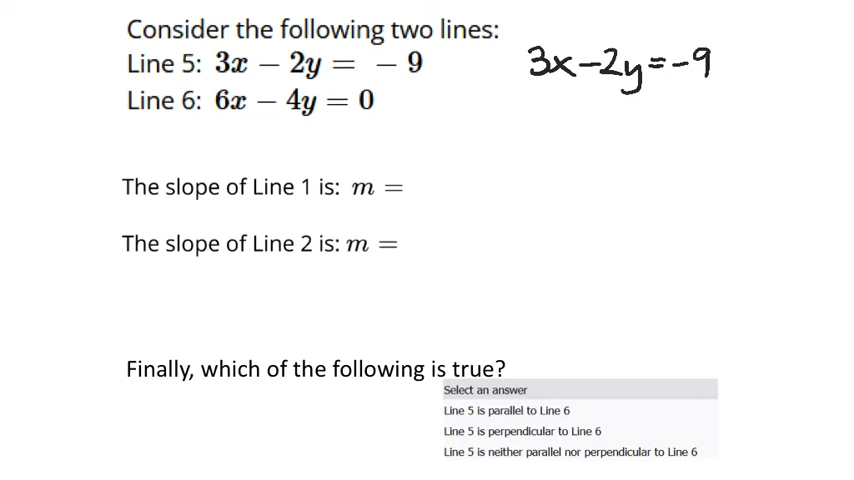 Consider the following two lines:
Line 5: 3x − 2y = − 9
3x − 2y = −9
Line 6: 6x − 4y = 0
The slope of Line 1 is: m =
The slope of Line 2 is: m =
Finally, which of the following is true?
Select an answer
Line 5 is parallel to Line 6
Line 5 is perpendicular to Line 6
Line 5 is neither parallel nor perpendicular to Line 6